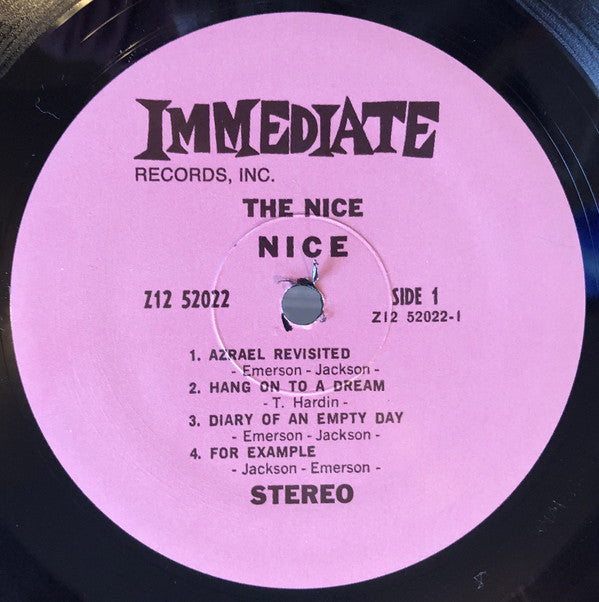 IMMEDIATE
RECORDS, INC.
THE NICE
NICE
Z12 52022 SIDE 1
Z12 52022-1
1. AZRAEL REVISITED
- Emerson - Jackson -
2. HANG ON TO A DREAM
- T. Hardin -
3. DIARY OF AN EMPTY DAY
- Emerson - Jackson -
4. FOR EXAMPLE
- Jackson - Emerson -
STEREO